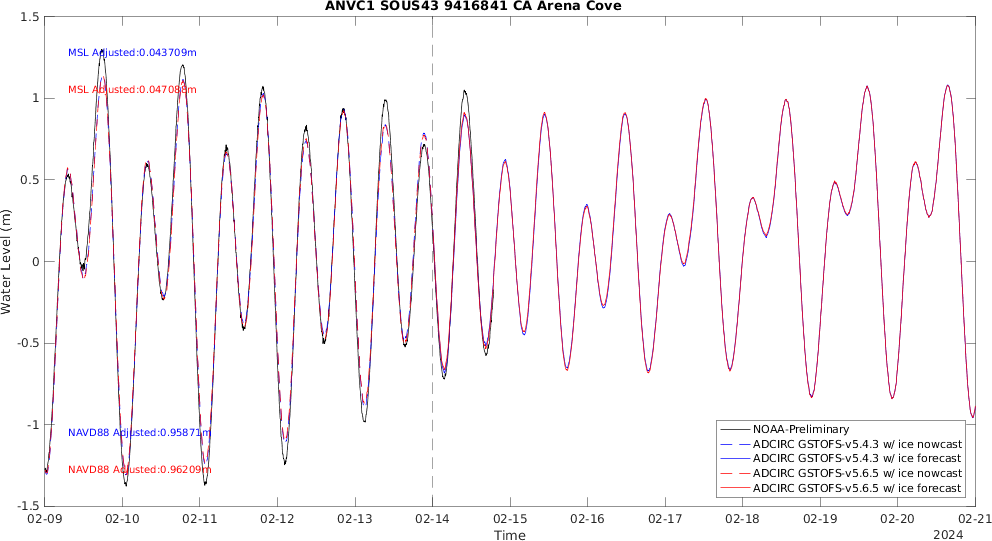 ANVC1 SOUS43 9416841 CA Arena Cove
1.5
1
0.5
0
-0.5
-1
-1.5
Water Level (m)
MSL Adjusted:0.043709m
MSL Adjusted:0.047088m
NAVD88 Adjusted:0.95871m
NAVD88 Adjusted:0.96209m
NOAA-Preliminary
ADCIRC GSTOFS-v5.4.3 w/ ice nowcast
ADCIRC GSTOFS-v5.4.3 w/ ice forecast
ADCIRC GSTOFS-v5.6.5 w/ ice nowcast
ADCIRC GSTOFS-v5.6.5 w/ ice forecast
02-09 02-10 02-11 02-12 02-13 02-14 02-15 02-16 02-17 02-18 02-19 02-20 02-21
Time
2024